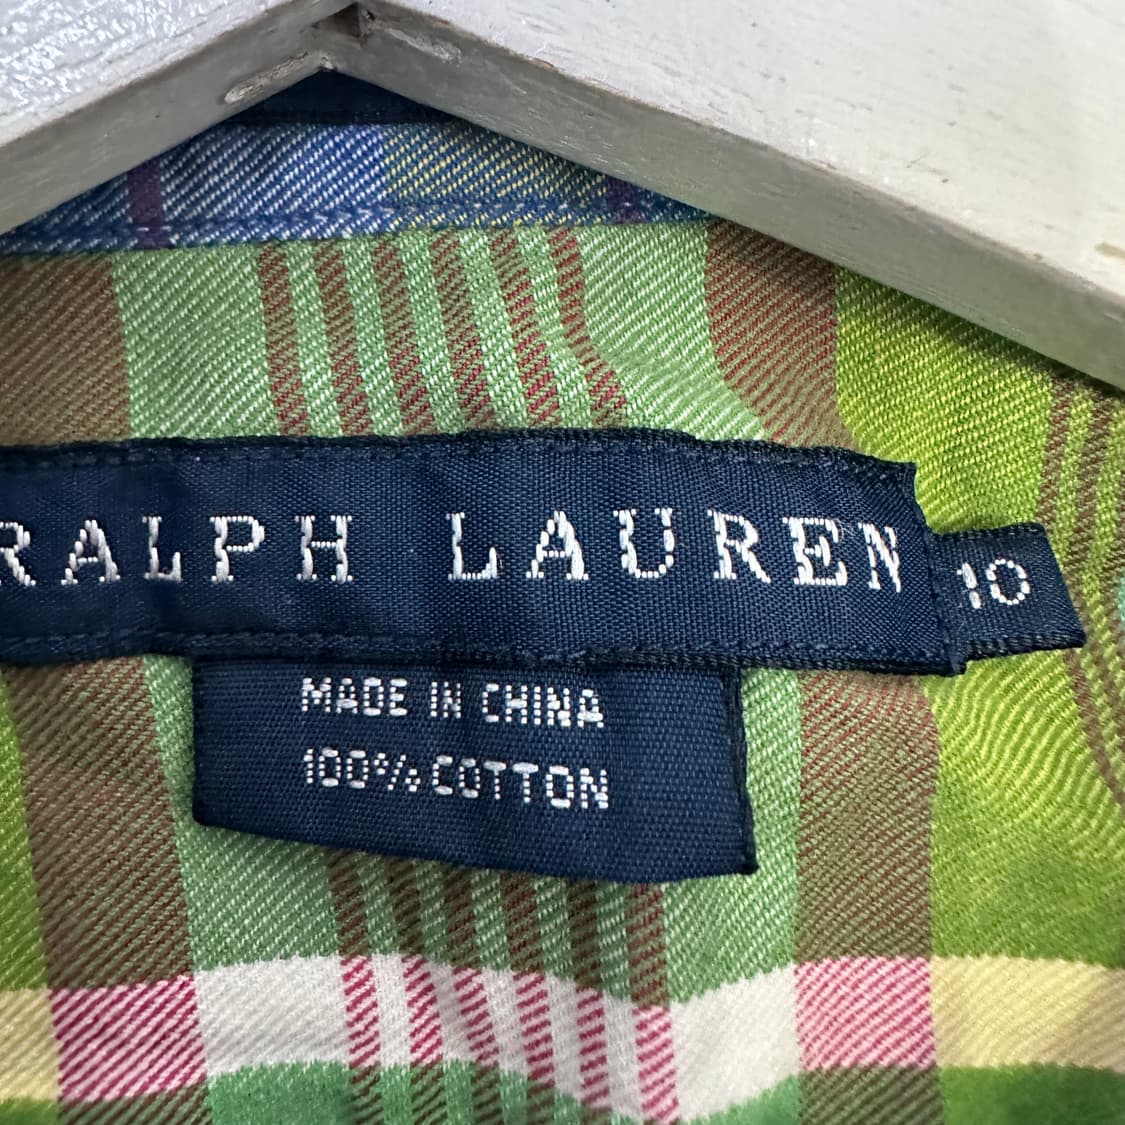 RALPH LAUREN
10
MADE IN CHINA
100% COTTON